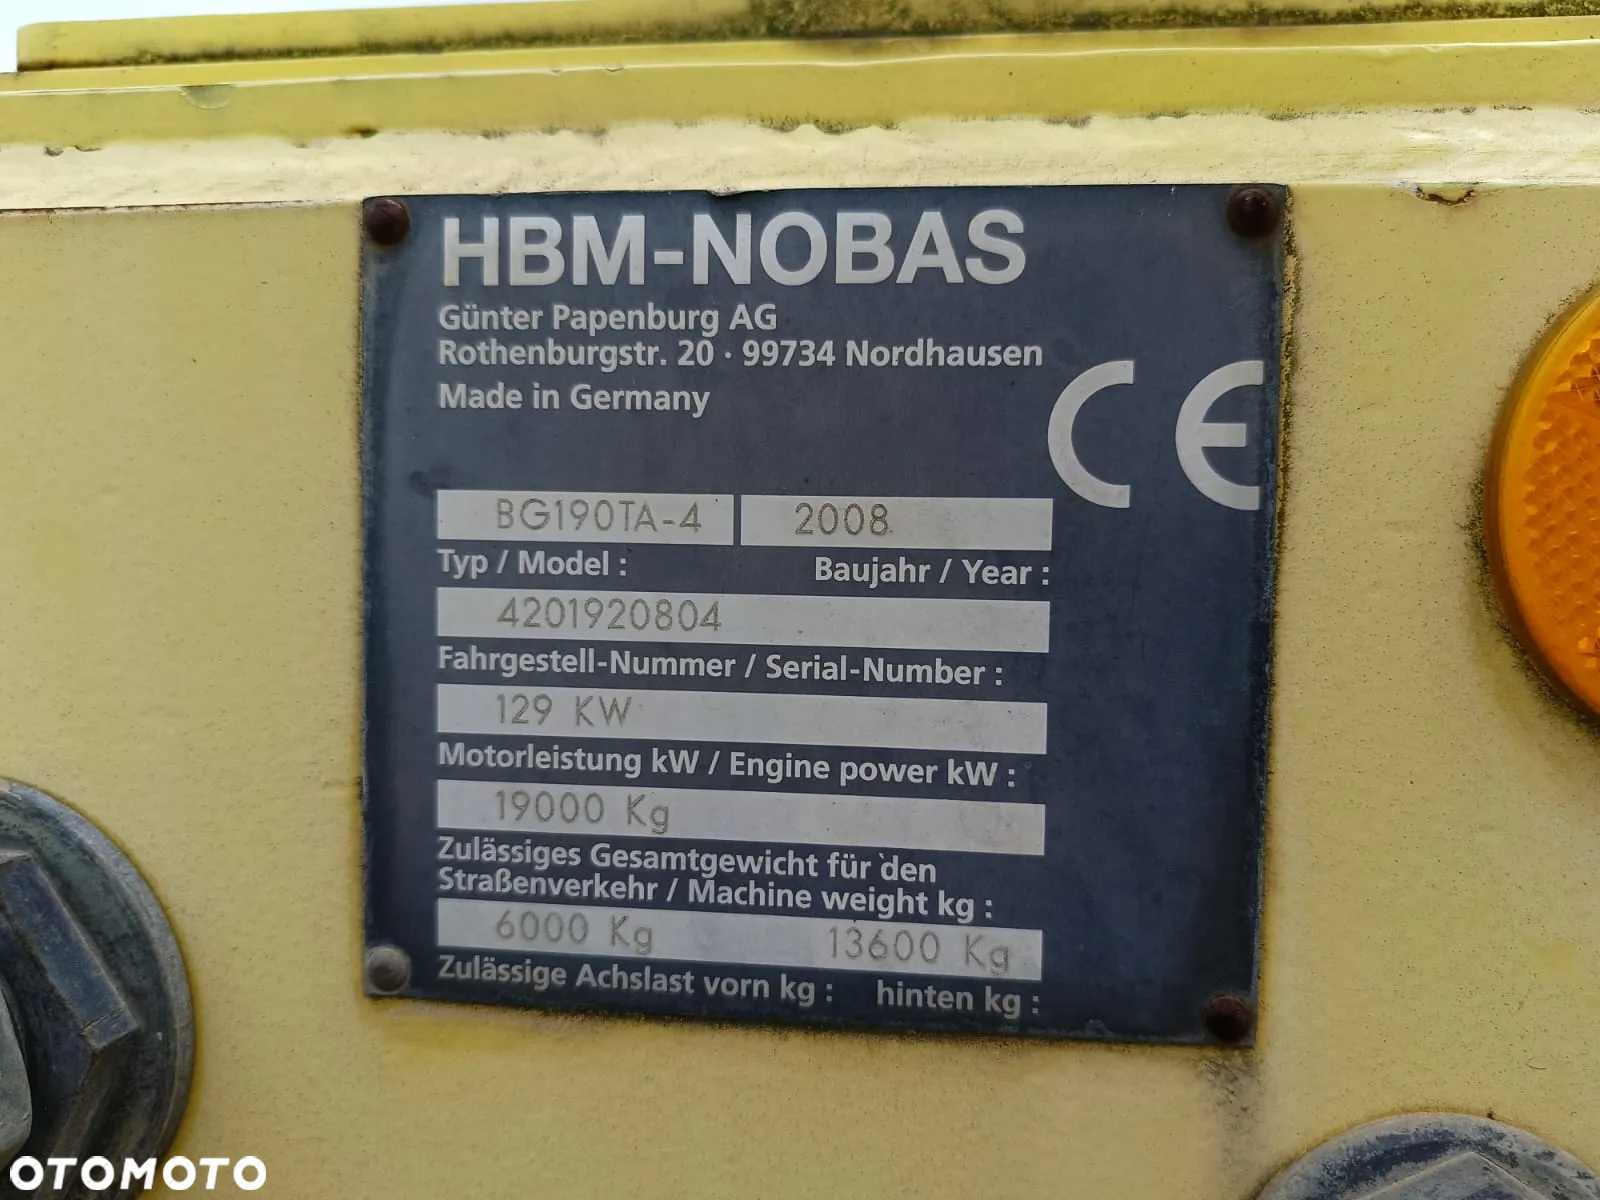 HBM-NOBAS
Günter Papenburg AG
Rothenburgstr. 20 · 99734 Nordhausen
Made in Germany
CE
BG190TA-4 2008
Typ / Model : Baujahr / Year :
4201920804
Fahrgestell-Nummer / Serial-Number :
129 KW
Motorleistung kW / Engine power kW :
19000 Kg
Zulässiges Gesamtgewicht für den
Straßenverkehr / Machine weight kg :
6000 Kg 13600 Kg
Zulässige Achslast vorn kg : hinten kg :
OTOMOTO